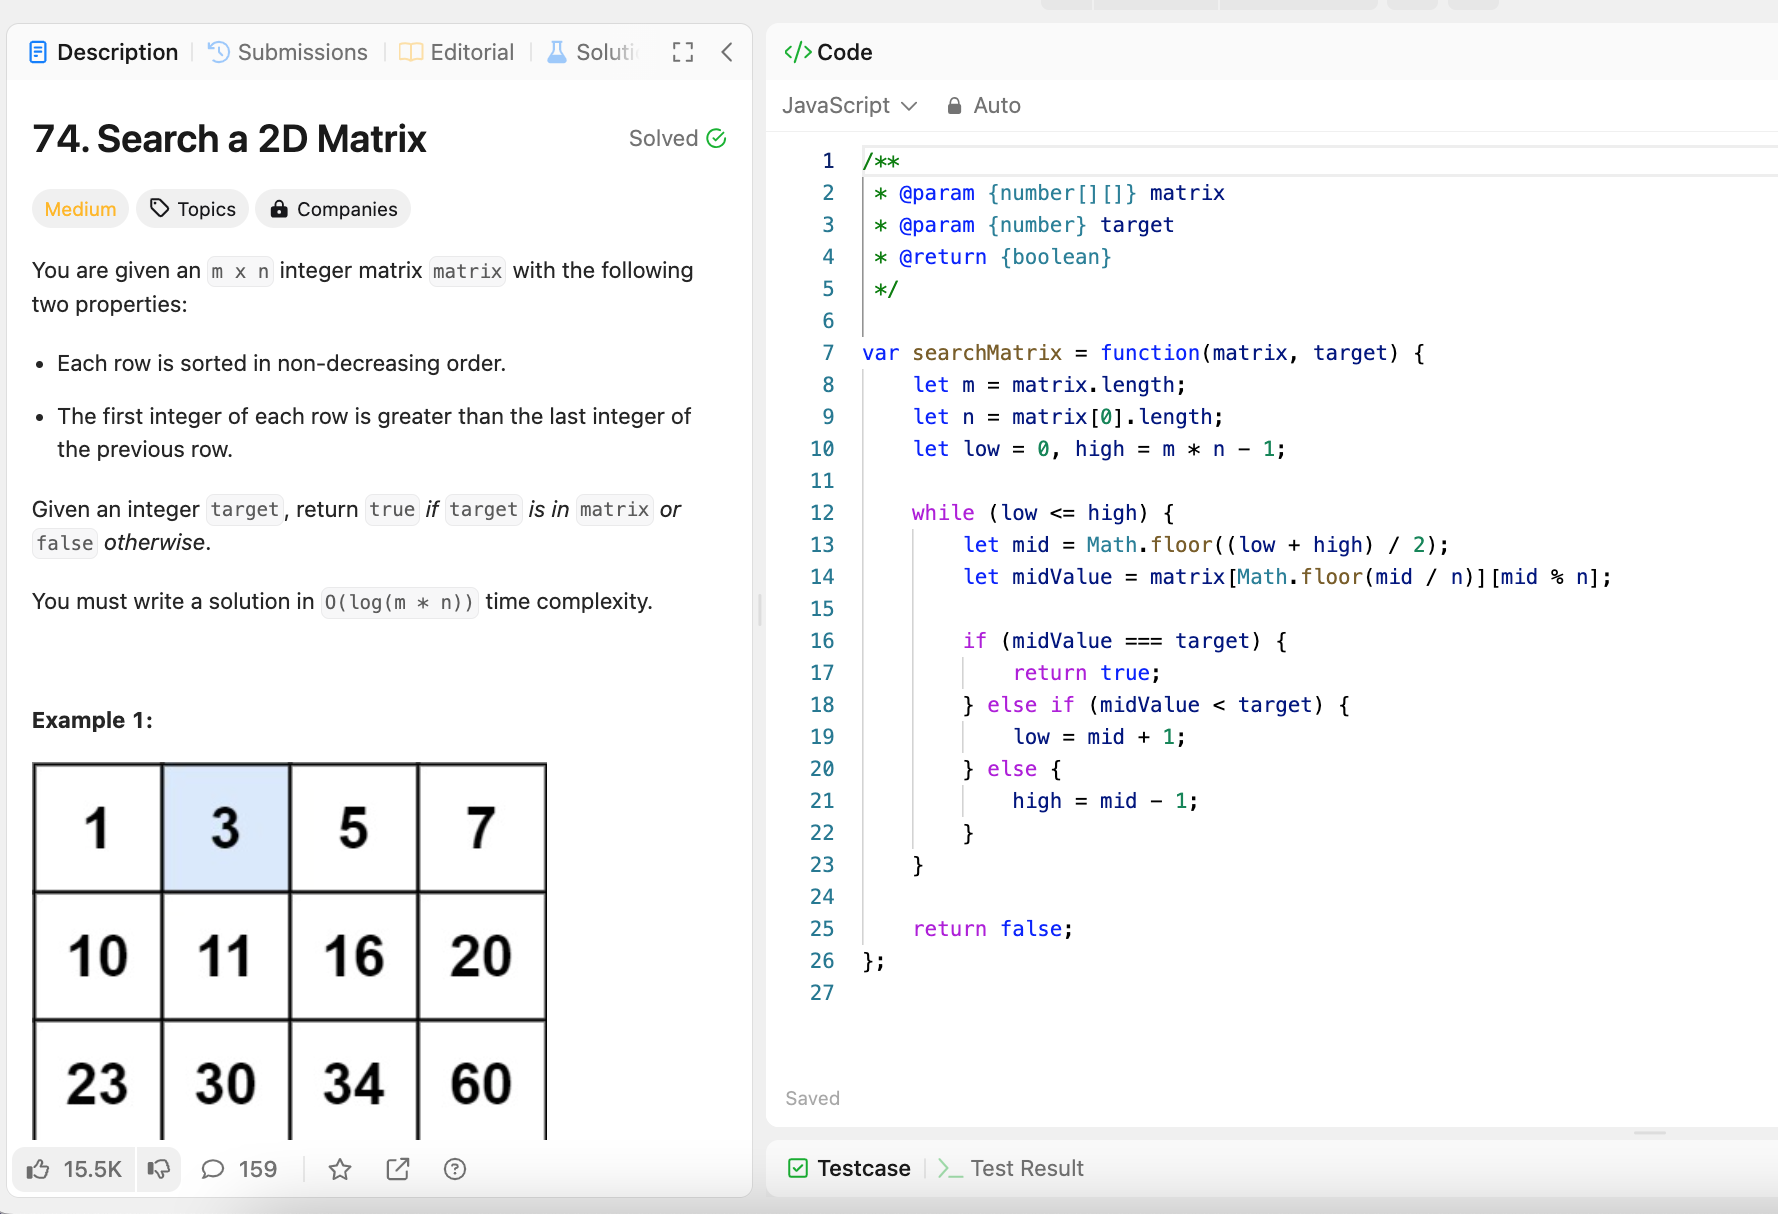 Description
Submissions
Editorial
Soluti
74. Search a 2D Matrix
Solved
Medium
Topics
Companies
You are given an m x n integer matrix matrix with the following
two properties:
• Each row is sorted in non-decreasing order.
• The first integer of each row is greater than the last integer of
the previous row.
Given an integer target, return true if target is in matrix or
false otherwise.
You must write a solution in O(log(m * n)) time complexity.
Example 1:
1 3 5 7
10 11 16 20
23 30 34 60
15.5K
159
</> Code
JavaScript
Auto
1 /**
2  * @param {number[][]} matrix
3  * @param {number} target
4  * @return {boolean}
5  */
6
7 var searchMatrix = function(matrix, target) {
8     let m = matrix.length;
9     let n = matrix[0].length;
10     let low = 0, high = m * n - 1;
11
12     while (low <= high) {
13         let mid = Math.floor((low + high) / 2);
14         let midValue = matrix[Math.floor(mid / n)][mid % n];
15
16         if (midValue === target) {
17             return true;
18         } else if (midValue < target) {
19             low = mid + 1;
20         } else {
21             high = mid - 1;
22         }
23     }
24
25     return false;
26 };
27
Saved
Testcase
Test Result